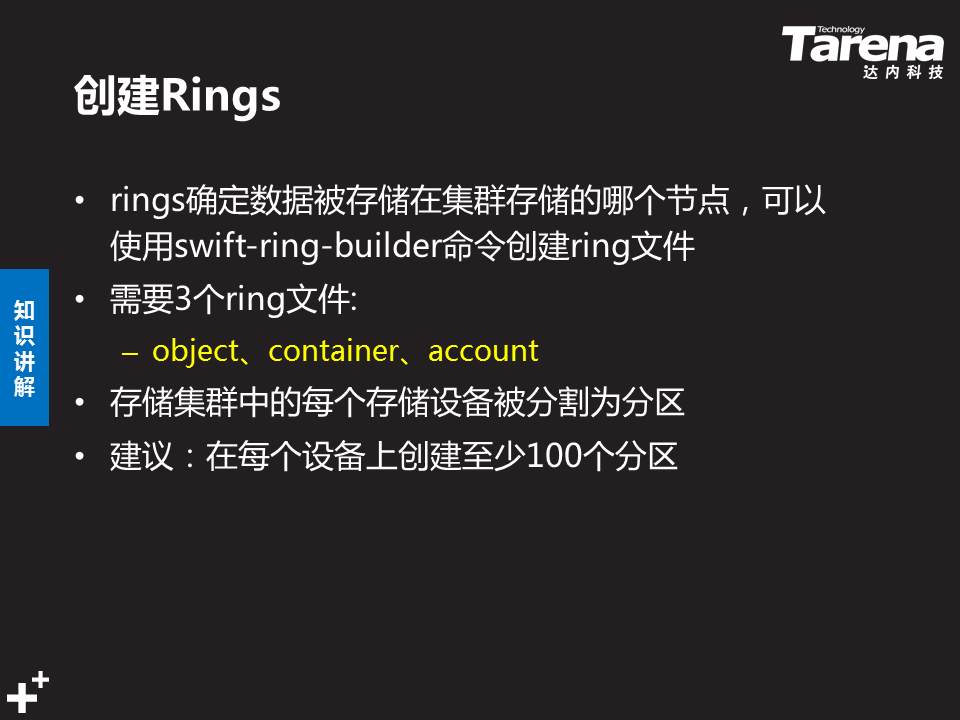 Technology
Tarena
达内科技
创建Rings
• rings确定数据被存储在集群存储的哪个节点，可以
使用swift-ring-builder命令创建ring文件
• 需要3个ring文件:
– object、container、account
• 存储集群中的每个存储设备被分割为分区
• 建议：在每个设备上创建至少100个分区
知
识
讲
解